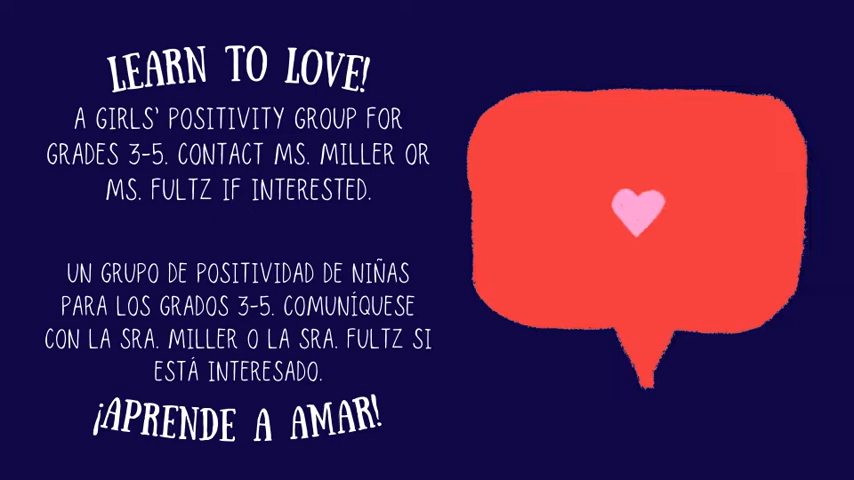 LEARN TO LOVE!
A GIRLS' POSITIVITY GROUP FOR
GRADES 3-5. CONTACT MS. MILLER OR
MS. FULTZ IF INTERESTED.
UN GRUPO DE POSITIVIDAD DE NIÑAS
PARA LOS GRADOS 3-5. COMUNÍQUESE
CON LA SRA. MILLER O LA SRA. FULTZ SI
ESTÁ INTERESADO.
¡APRENDE A AMAR!